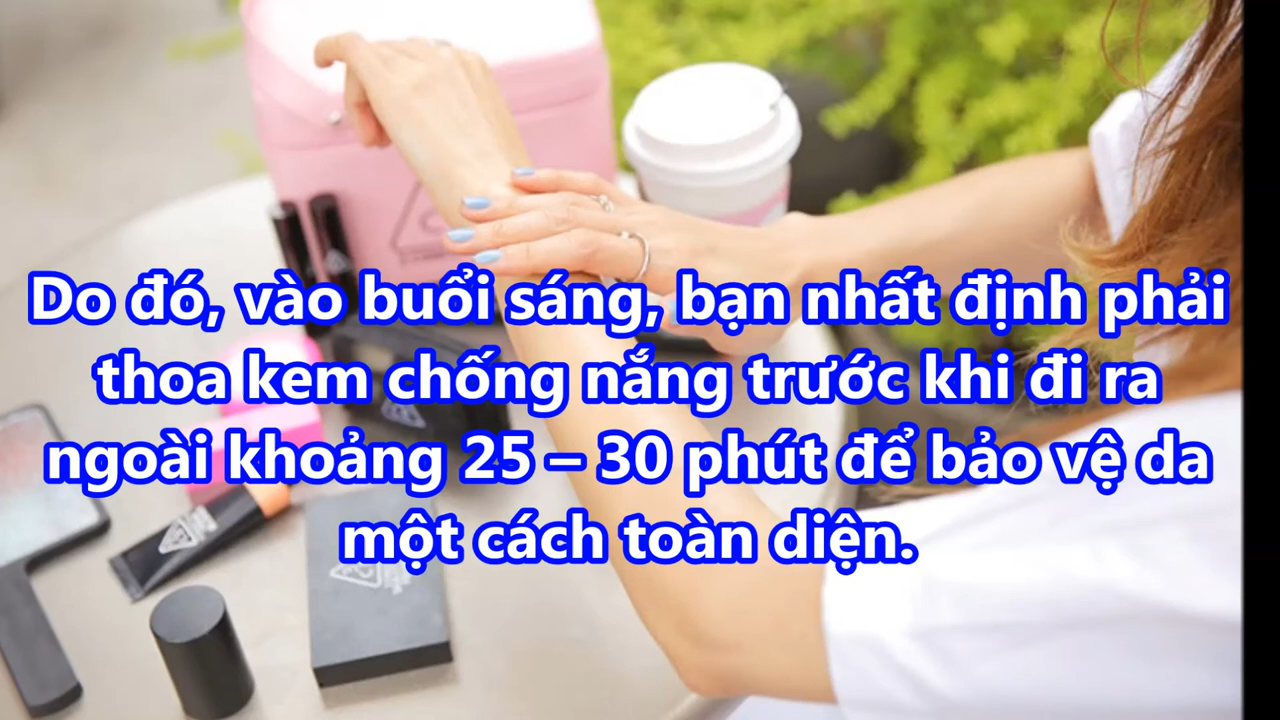 Do đó, vào buổi sáng, bạn nhất định phải
thoa kem chống nắng trước khi đi ra
ngoài khoảng 25 – 30 phút để bảo vệ da
một cách toàn diện.